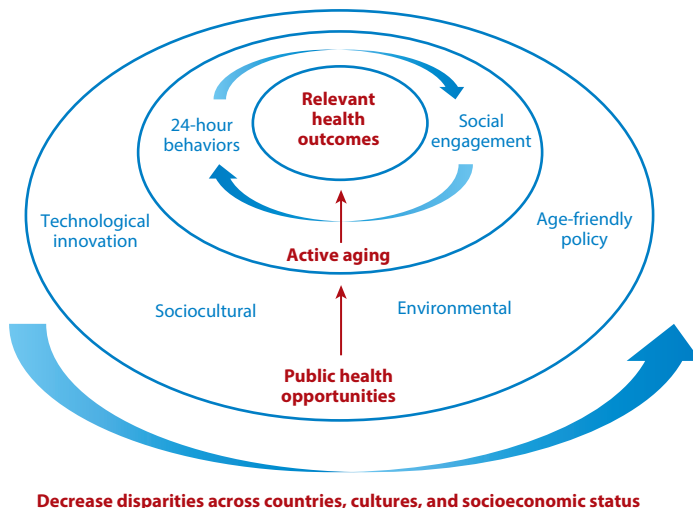 Relevant
health
outcomes
24-hour
behaviors
Social
engagement
Technological
innovation
Age-friendly
policy
Active aging
Sociocultural
Environmental
Public health
opportunities
Decrease disparities across countries, cultures, and socioeconomic status